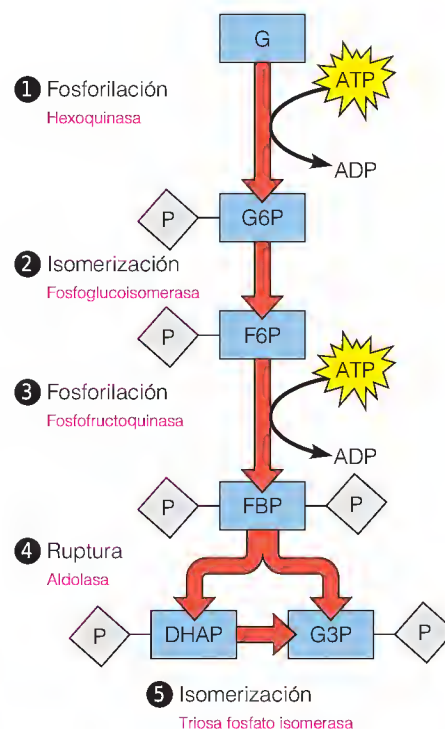 G
ATP
1 Fosforilación
Hexoquinasa
ADP
P
G6P
2 Isomerización
Fosfoglucoisomerasa
P
F6P
ATP
3 Fosforilación
Fosfofructoquinasa
ADP
P
FBP
P
4 Ruptura
Aldolasa
P
DHAP
G3P
P
5 Isomerización
Triosa fosfato isomerasa